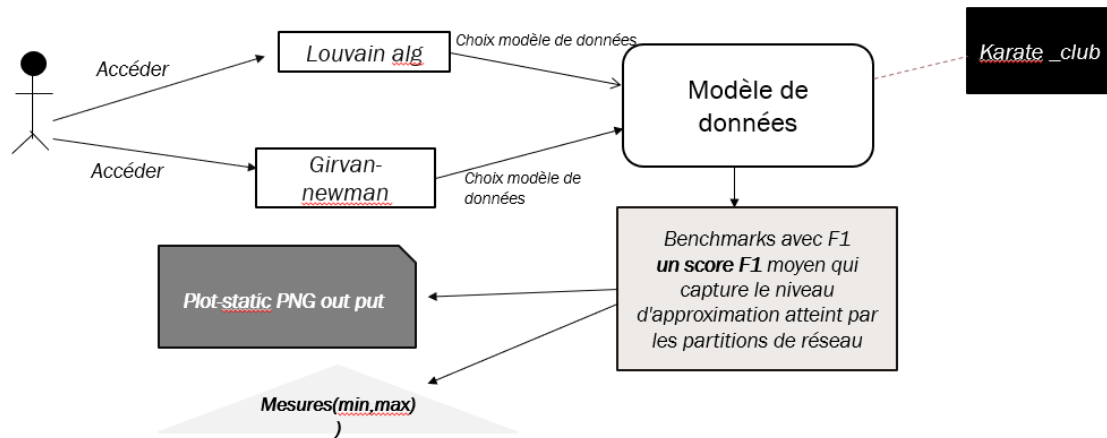 Accéder
Louvain alg
Choix modèle de données
Modèle de
données
Karate _club
Accéder
Girvan-
newman
Choix modèle de
données
Benchmarks avec F1
un score F1 moyen qui
capture le niveau
d'approximation atteint par
les partitions de réseau
Plot-static PNG out put
Mesures(min,max)
)